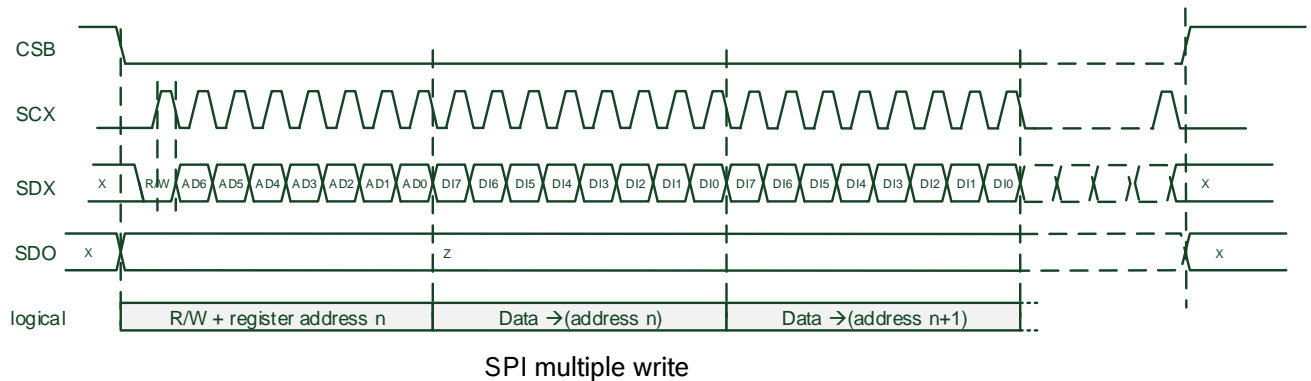 CSB
SCX
SDX X R/W AD6 AD5 AD4 AD3 AD2 AD1 AD0 DI7 DI6 DI5 DI4 DI3 DI2 DI1 DI0 DI7 DI6 DI5 DI4 DI3 DI2 DI1 DI0 X
SDO X Z X
logical R/W + register address n Data →(address n) Data →(address n+1)
SPI multiple write